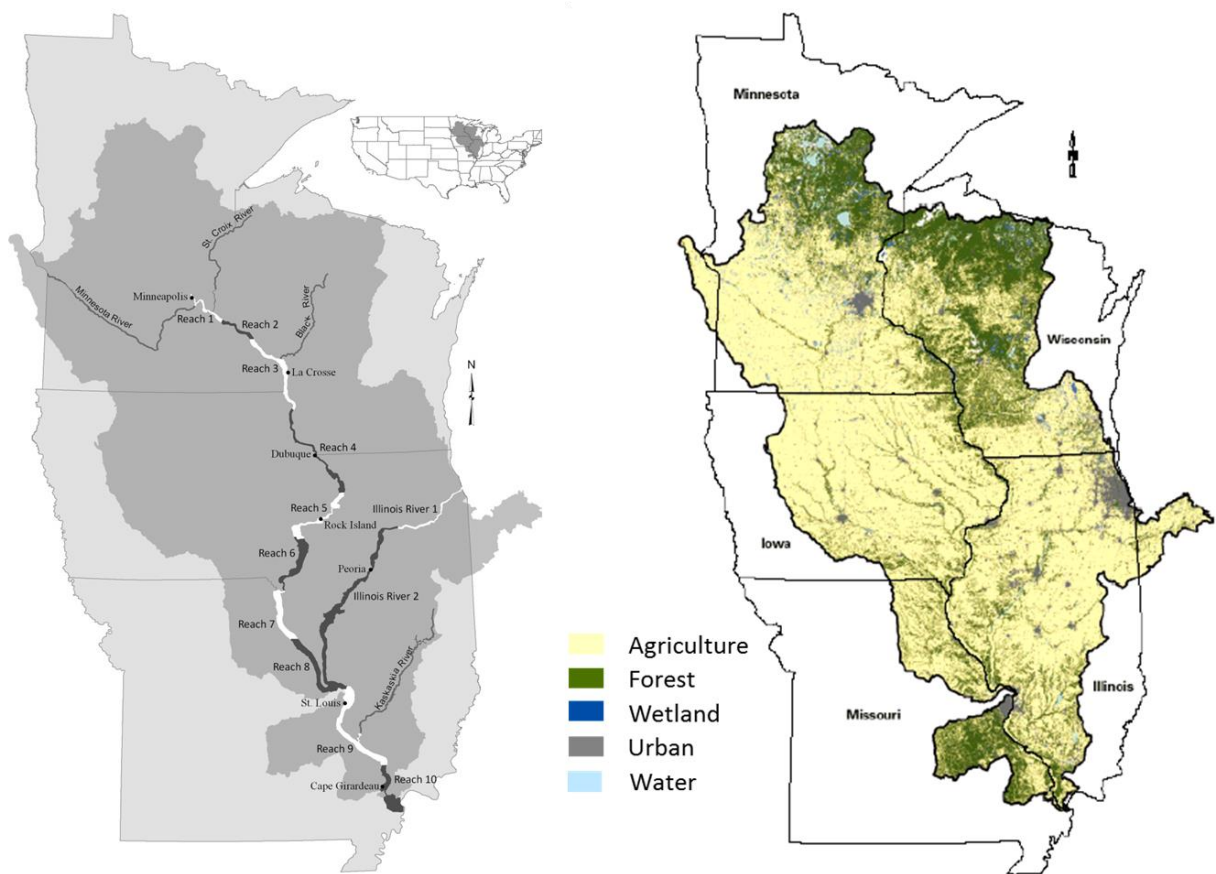 St. Croix River
Minneapolis
Minnesota River
Reach 1
Reach 2
Black River
Reach 3
La Crosse
N
Reach 4
Dubuque
Reach 5
Rock Island
Illinois River 1
Reach 6
Peoria
Illinois River 2
Reach 7
Reach 8
Kaskaskia River
St. Louis
Reach 9
Reach 10
Cape Girardeau
Minnesota
Wisconsin
Iowa
Illinois
Missouri
Agriculture
Forest
Wetland
Urban
Water